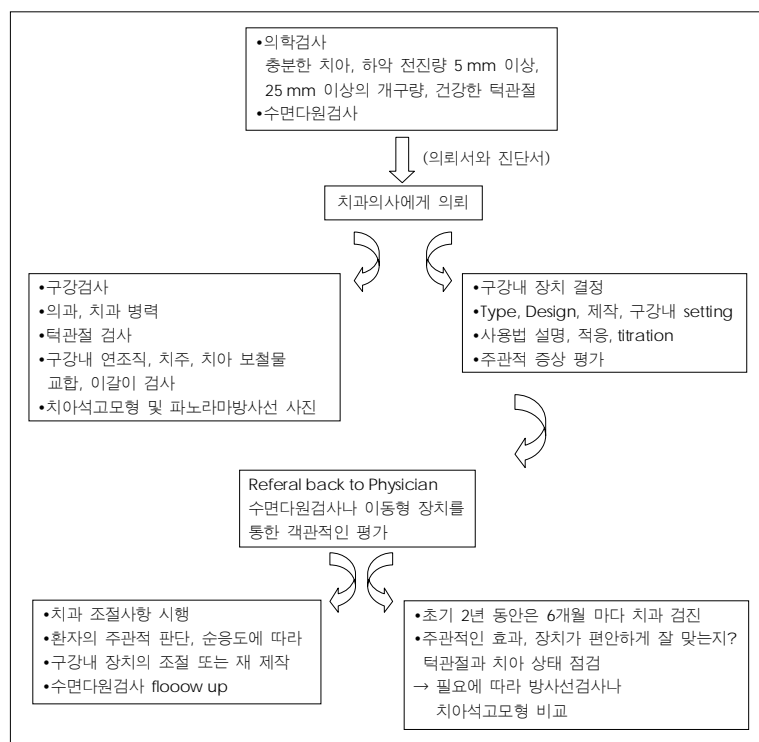 •의학검사
충분한 치아, 하악 전진량 5 mm 이상,
25 mm 이상의 개구량, 건강한 턱관절
•수면다원검사
(의뢰서와 진단서)
치과의사에게 의뢰
•구강검사
•의과, 치과 병력
•턱관절 검사
•구강내 연조직, 치주, 치아 보철물
교합, 이갈이 검사
•치아석고모형 및 파노라마방사선 사진
•구강내 장치 결정
•Type, Design, 제작, 구강내 setting
•사용법 설명, 적응, titration
•주관적 증상 평가
Referal back to Physician
수면다원검사나 이동형 장치를
통한 객관적인 평가
•치과 조절사항 시행
•환자의 주관적 판단, 순응도에 따라
•구강내 장치의 조절 또는 재 제작
•수면다원검사 flooow up
•초기 2년 동안은 6개월 마다 치과 검진
•주관적인 효과, 장치가 편안하게 잘 맞는지?
턱관절과 치아 상태 점검
→ 필요에 따라 방사선검사나
치아석고모형 비교